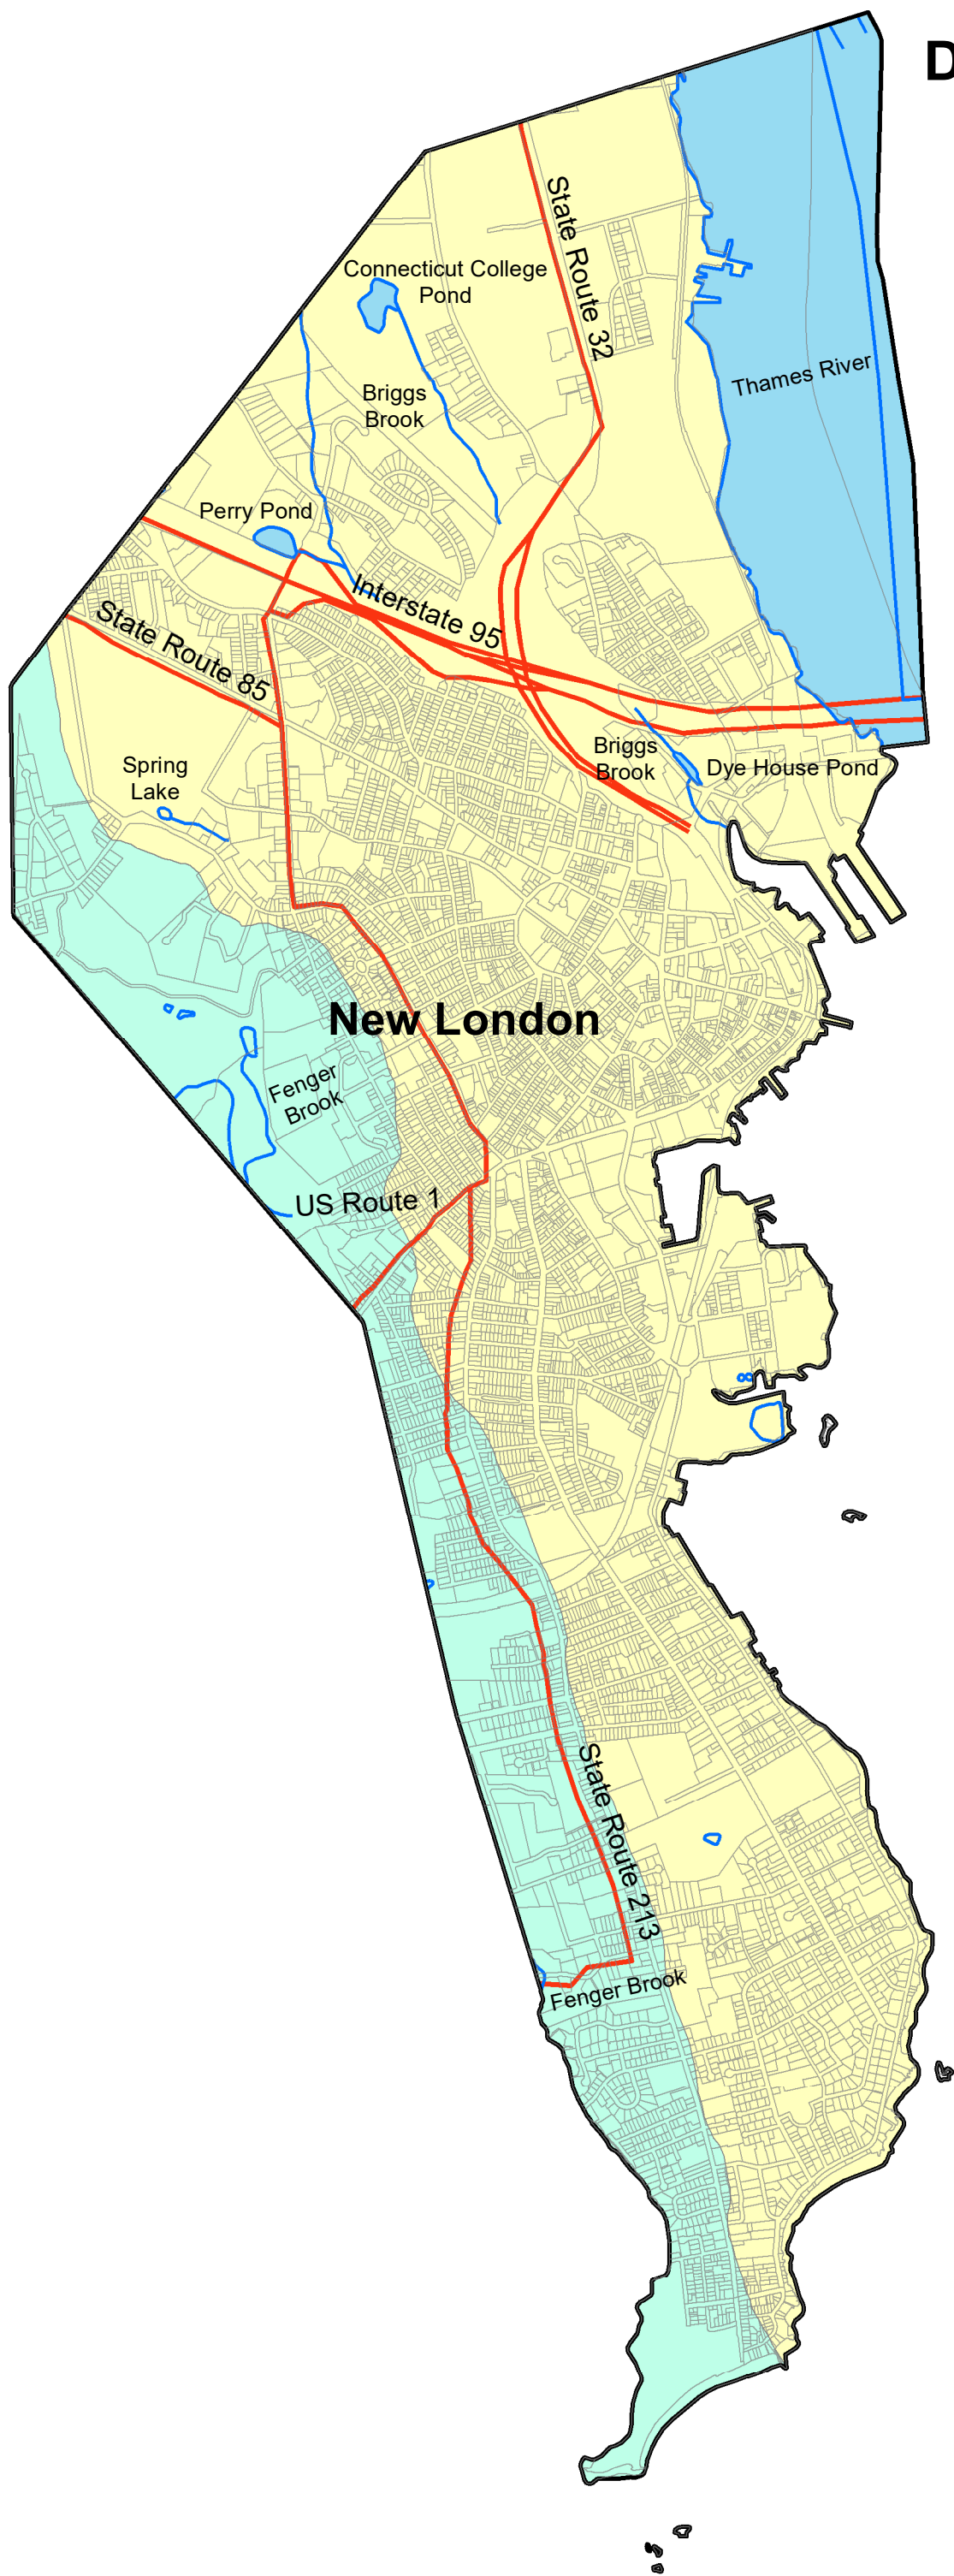 D
State Route 32
Connecticut College
Pond
Thames River
Briggs
Brook
Perry Pond
Interstate 95
State Route 85
Briggs
Brook
Dye House Pond
Spring
Lake
New London
Fenger
Brook
US Route 1
State Route 213
Fenger Brook